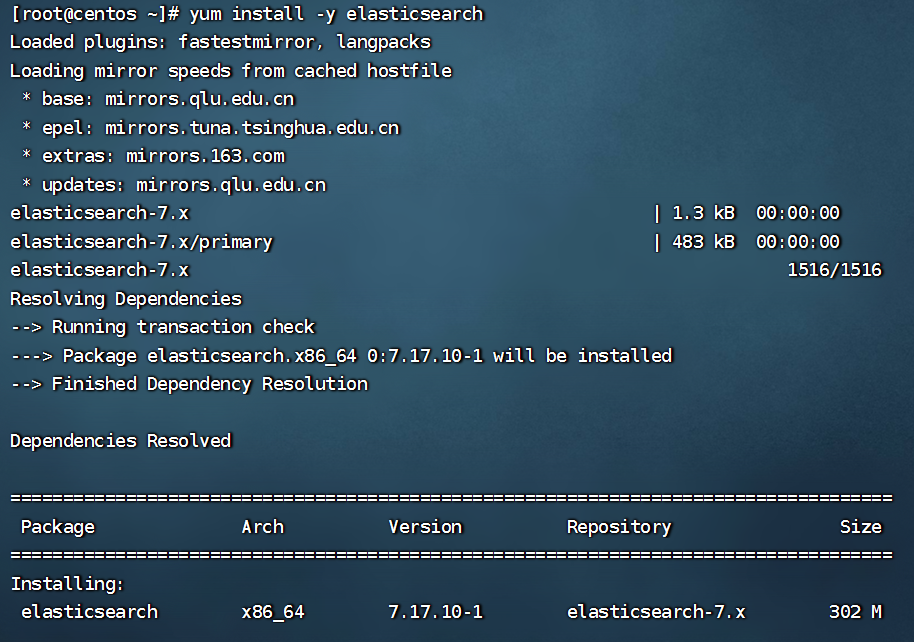 [root@centos ~]# yum install -y elasticsearch
Loaded plugins: fastestmirror, langpacks
Loading mirror speeds from cached hostfile
 * base: mirrors.qlu.edu.cn
 * epel: mirrors.tuna.tsinghua.edu.cn
 * extras: mirrors.163.com
 * updates: mirrors.qlu.edu.cn
elasticsearch-7.x                                            | 1.3 kB  00:00:00
elasticsearch-7.x/primary                                    | 483 kB  00:00:00
elasticsearch-7.x                                                         1516/1516
Resolving Dependencies
--> Running transaction check
---> Package elasticsearch.x86_64 0:7.17.10-1 will be installed
--> Finished Dependency Resolution

Dependencies Resolved

====================================================================================
 Package              Arch          Version          Repository                Size
====================================================================================
Installing:
 elasticsearch        x86_64        7.17.10-1        elasticsearch-7.x        302 M